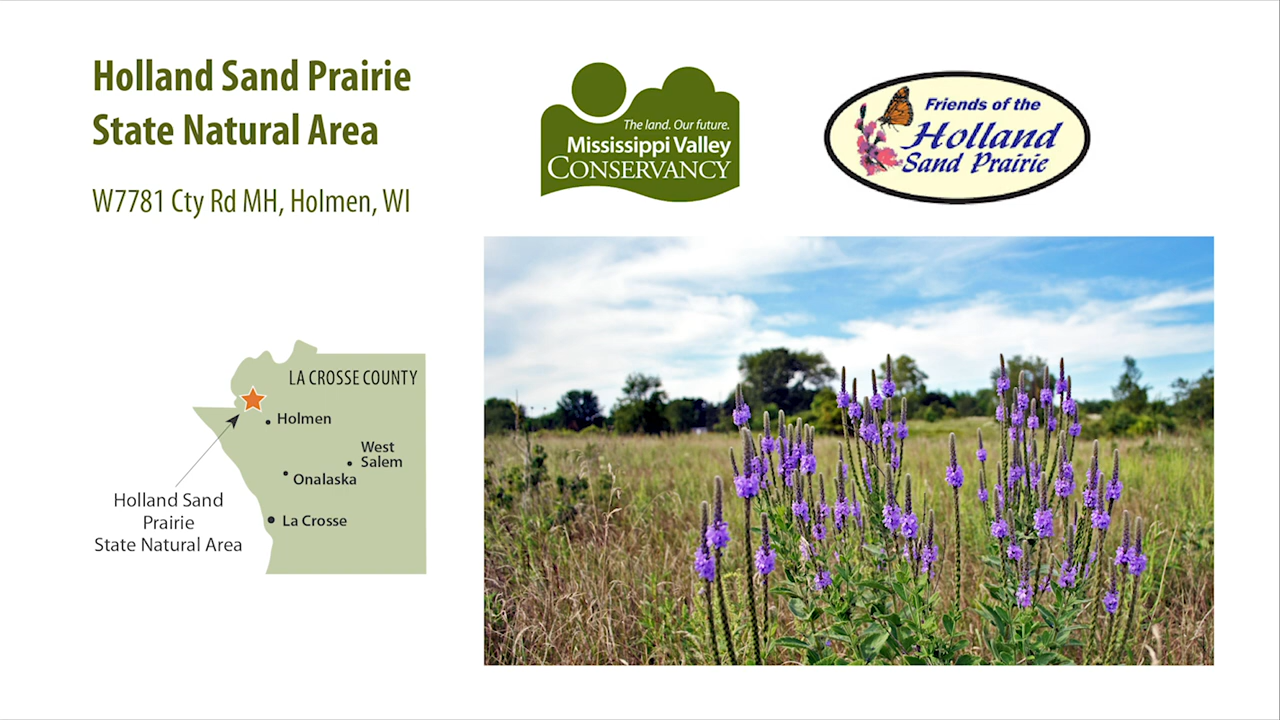 Holland Sand Prairie
State Natural Area
W7781 Cty Rd MH, Holmen, WI
The land. Our future.
Mississippi Valley
CONSERVANCY
Friends of the
Holland
Sand Prairie
LA CROSSE COUNTY
Holmen
West
Salem
Onalaska
La Crosse
Holland Sand
Prairie
State Natural Area